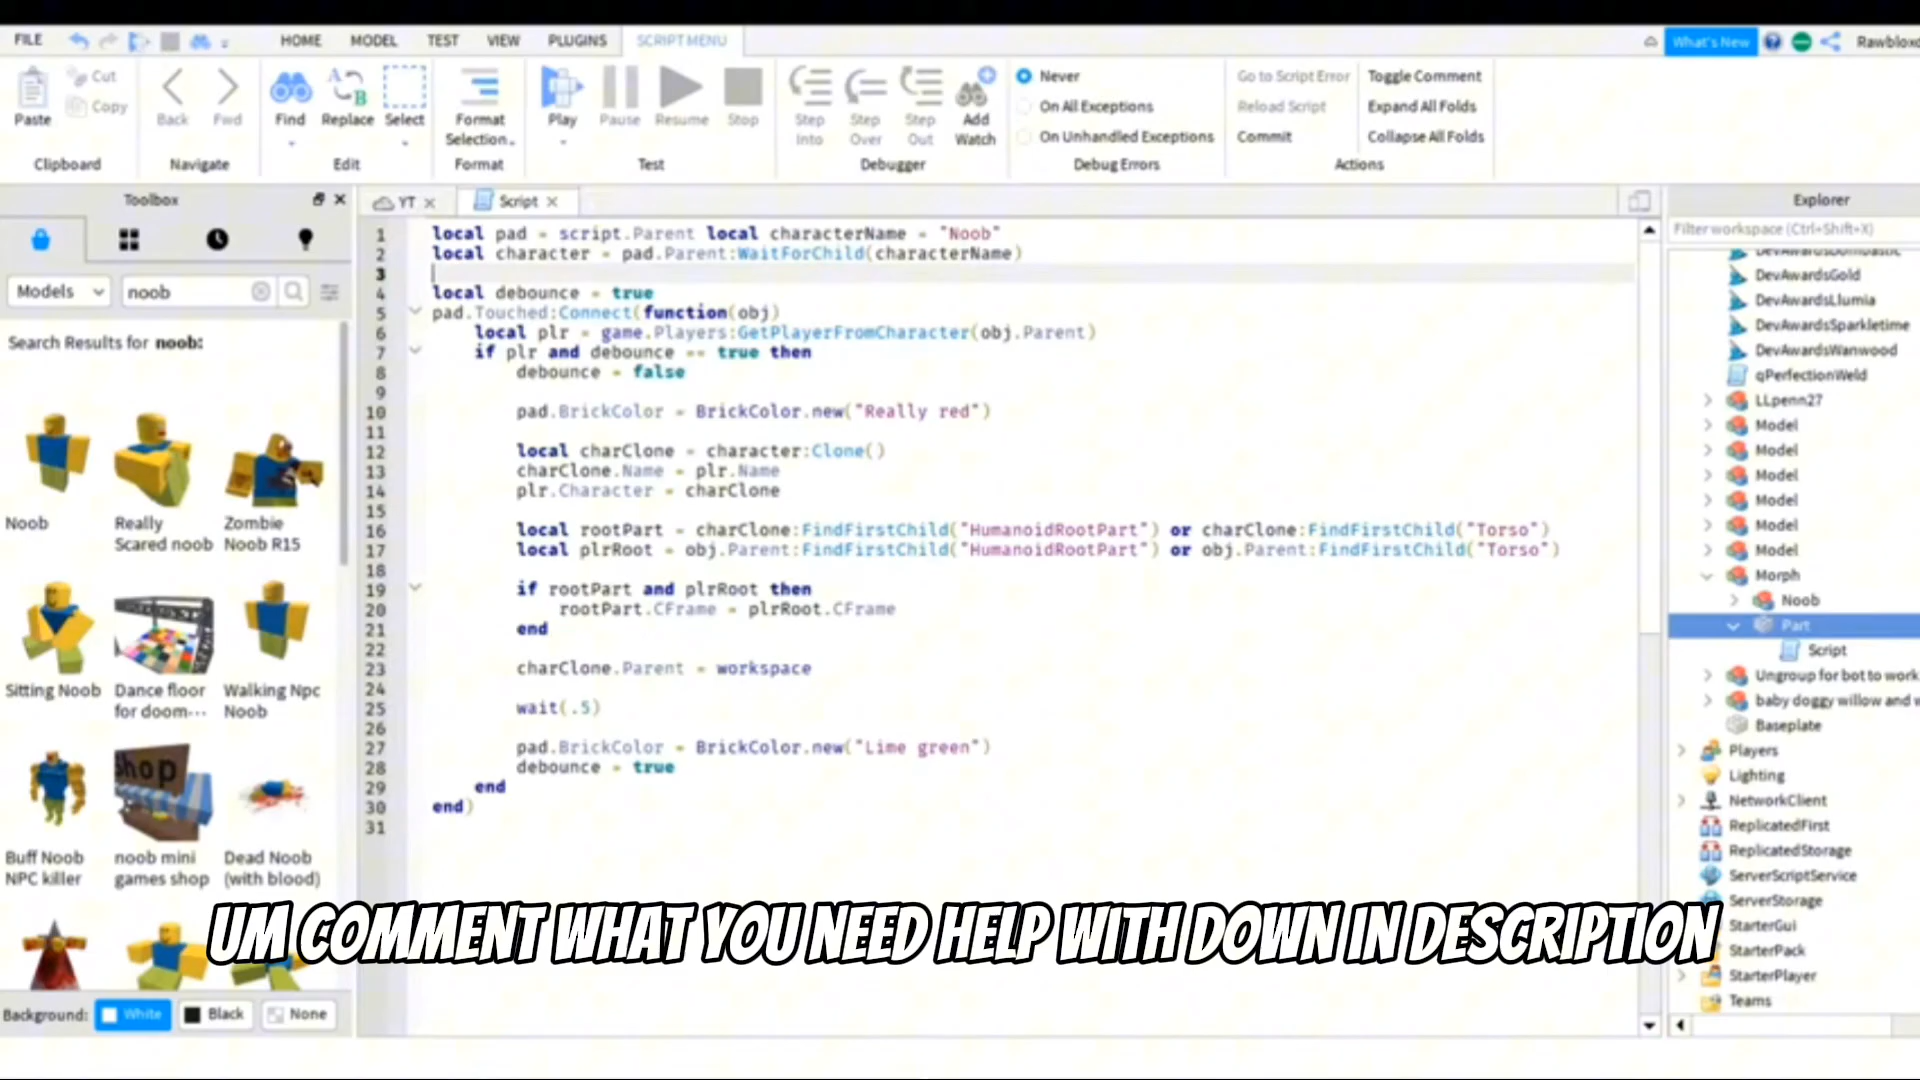 FILE
HOME
MODEL
TEST
VIEW
PLUGINS
SCRIPT MENU
What's New
Rawblox
Paste
Cut
Copy
Clipboard
Back
Fwd
Navigate
Find
Replace
Select
Edit
Format
Selection
Format
Play
Pause
Resume
Stop
Test
Step
Into
Step
Over
Step
Out
Add
Watch
Debugger
Never
On All Exceptions
On Unhandled Exceptions
Debug Errors
Go to Script Error
Reload Script
Commit
Toggle Comment
Expand All Folds
Collapse All Folds
Actions
Toolbox
Models
noob
Search Results for noob:
Noob
Really
Scared noob
Zombie
Noob R15
Sitting Noob
Dance floor
for doom...
Walking Npc
Noob
shop
Buff Noob
NPC killer
noob mini
games shop
Dead Noob
(with blood)
Background:
White
Black
None
YT
Script
1 local pad = script.Parent local characterName = "Noob"
2 local character = pad.Parent:WaitForChild(characterName)
3
4 local debounce = true
5 pad.Touched:Connect(function(obj)
6 local plr = game.Players:GetPlayerFromCharacter(obj.Parent)
7 if plr and debounce == true then
8 debounce = false
9
10 pad.BrickColor = BrickColor.new("Really red")
11
12 local charClone = character:Clone()
13 charClone.Name = plr.Name
14 plr.Character = charClone
15
16 local rootPart = charClone:FindFirstChild("HumanoidRootPart") or charClone:FindFirstChild("Torso")
17 local plrRoot = obj.Parent:FindFirstChild("HumanoidRootPart") or obj.Parent:FindFirstChild("Torso")
18
19 if rootPart and plrRoot then
20 rootPart.CFrame = plrRoot.CFrame
21 end
22
23 charClone.Parent = workspace
24
25 wait(.5)
26
27 pad.BrickColor = BrickColor.new("Lime green")
28 debounce = true
29 end
30 end)
31
UM COMMENT WHAT YOU NEED HELP WITH DOWN IN DESCRIPTION
Explorer
Filter workspace (Ctrl+Shift+X)
DevAwardsBombastic
DevAwardsGold
DevAwardsLlumia
DevAwardsSparkletime
DevAwardsWanwood
qPerfectionWeld
LLpenn27
Model
Model
Model
Model
Model
Model
Morph
Noob
Part
Script
Ungroup for bot to work
baby doggy willow and
Baseplate
Players
Lighting
NetworkClient
ReplicatedFirst
ReplicatedStorage
ServerScriptService
ServerStorage
StarterGui
StarterPack
StarterPlayer
Teams